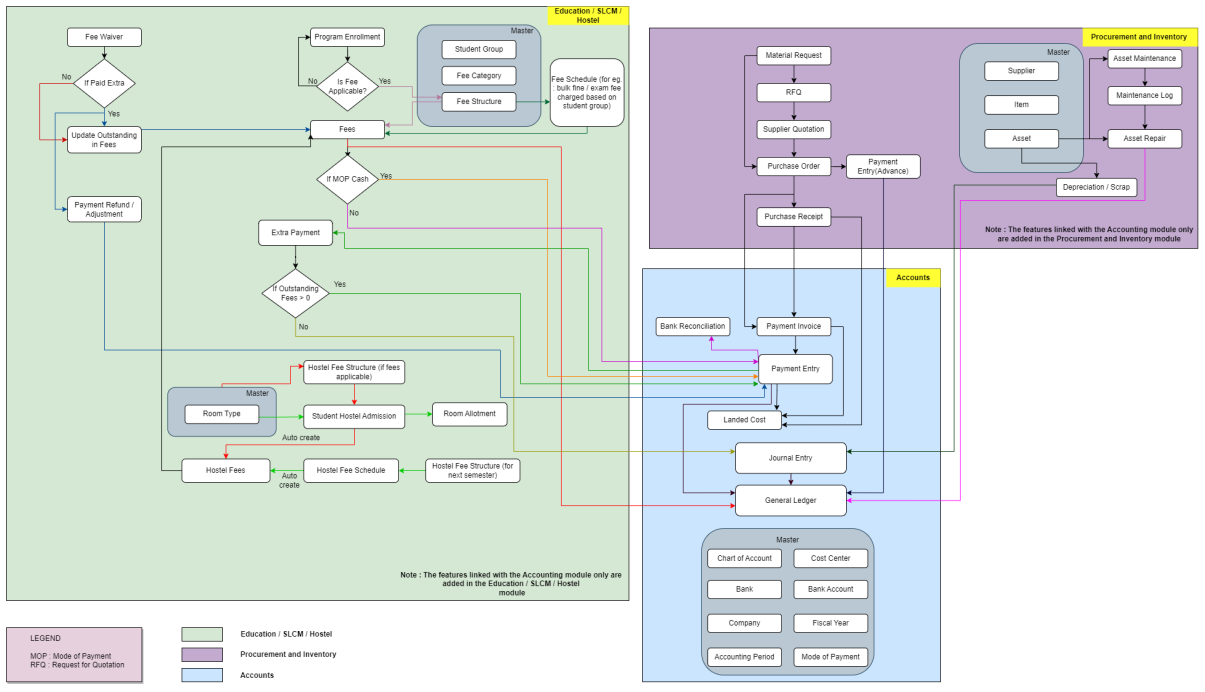 Education / SLCM /
Hostel
Fee Waiver
If Paid Extra
No
Yes
Update Outstanding
in Fees
Payment Refund /
Adjustment
Program Enrollment
Is Fee
Applicable?
No
Yes
Master
Student Group
Fee Category
Fee Structure
Fee Schedule (for eg.
: bulk fine / exam fee
charged based on
student group)
Fees
If MOP Cash
Yes
No
Extra Payment
If Outstanding
Fees > 0
Yes
No
Hostel Fee Structure (if fees
applicable)
Master
Room Type
Student Hostel Admission
Room Allotment
Auto create
Hostel Fees
Auto
create
Hostel Fee Schedule
Hostel Fee Structure (for
next semester)
Note : The features linked with the Accounting module only are
added in the Education / SLCM / Hostel
module
Procurement and Inventory
Material Request
RFQ
Supplier Quotation
Purchase Order
Payment
Entry(Advance)
Purchase Receipt
Master
Supplier
Item
Asset
Asset Maintenance
Maintenance Log
Asset Repair
Depreciation / Scrap
Note : The features linked with the Accounting module only
are added in the Procurement and Inventory module
Accounts
Bank Reconciliation
Payment Invoice
Payment Entry
Landed Cost
Journal Entry
General Ledger
Master
Chart of Account
Cost Center
Bank
Bank Account
Company
Fiscal Year
Accounting Period
Mode of Payment
LEGEND
MOP : Mode of Payment
RFQ : Request for Quotation
Education / SLCM / Hostel
Procurement and Inventory
Accounts